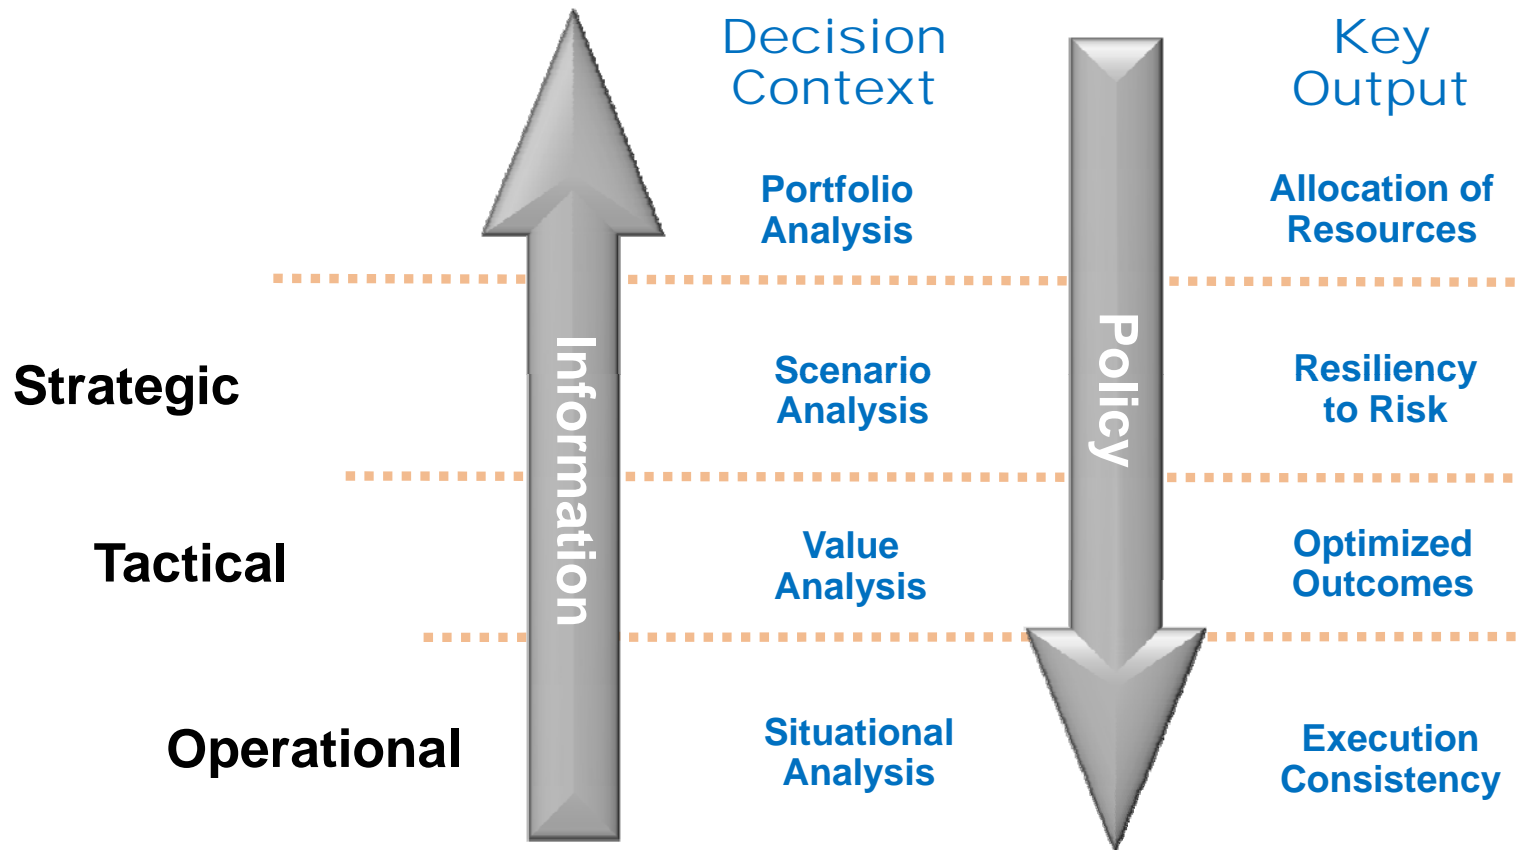 Decision
Context
Key
Output
Portfolio
Analysis
Allocation of
Resources
Strategic
Information
Scenario
Analysis
Policy
Resiliency
to Risk
Tactical
Value
Analysis
Optimized
Outcomes
Operational
Situational
Analysis
Execution
Consistency